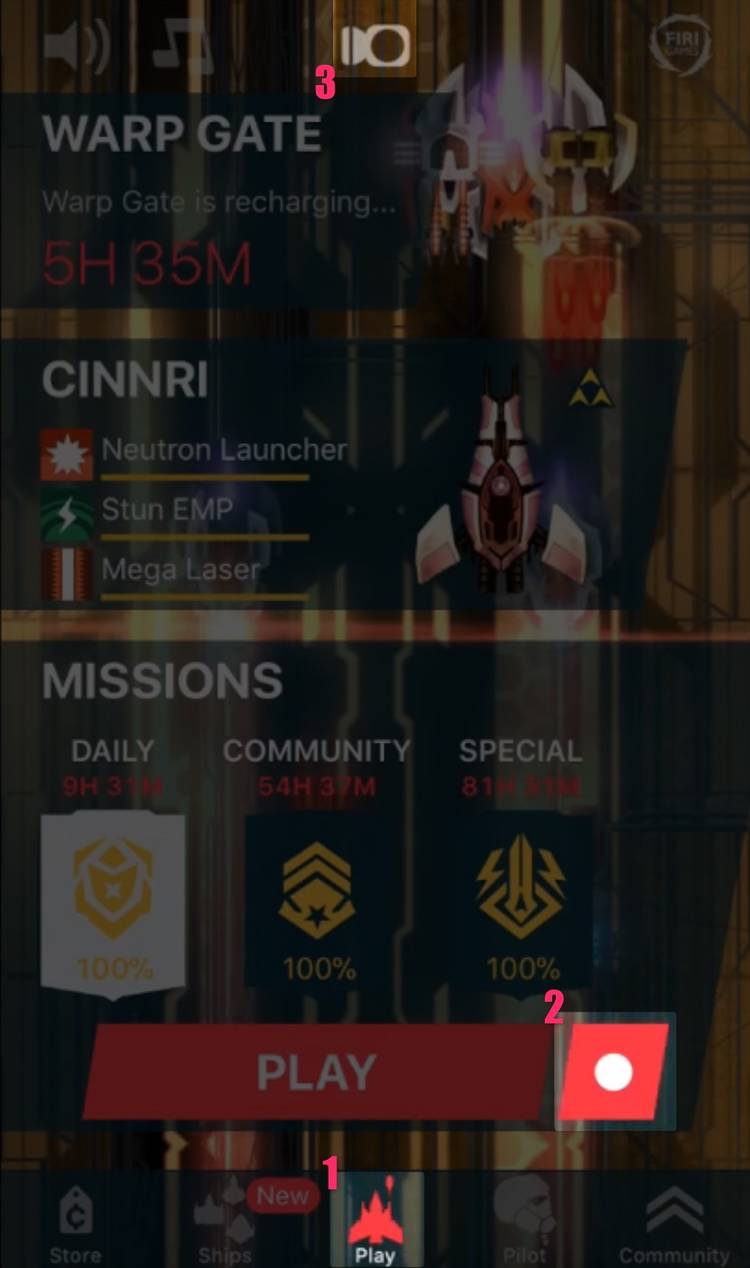 3
FIRI
GAMES
WARP GATE
Warp Gate is recharging...
5H 35M
CINNRI
Neutron Launcher
Stun EMP
Mega Laser
MISSIONS
DAILY COMMUNITY SPECIAL
9H 31M 54H 37M 81H 31M
100% 100% 100%
2
PLAY
1
New
Store Ships Play Pilot Community